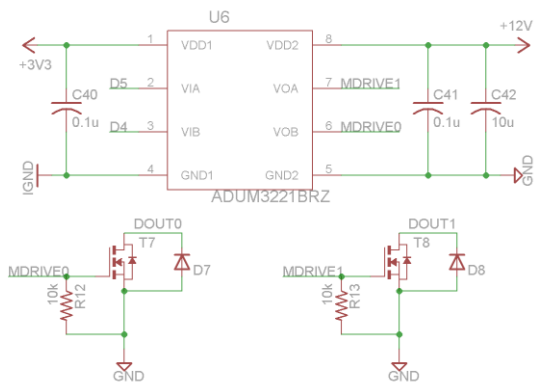 U6
+3V3
1 VDD1 VDD2 8
+12V
D5 2 VIA VOA 7 MDRIVE1
C40 0.1u
C41 0.1u
C42 10u
D4 3 VIB VOB 6 MDRIVE0
IGND 4 GND1 GND2 5 GND
ADUM3221BRZ
DOUT0
T7
D7
MDRIVE0
10k R12
GND
DOUT1
T8
D8
MDRIVE1
10k R13
GND